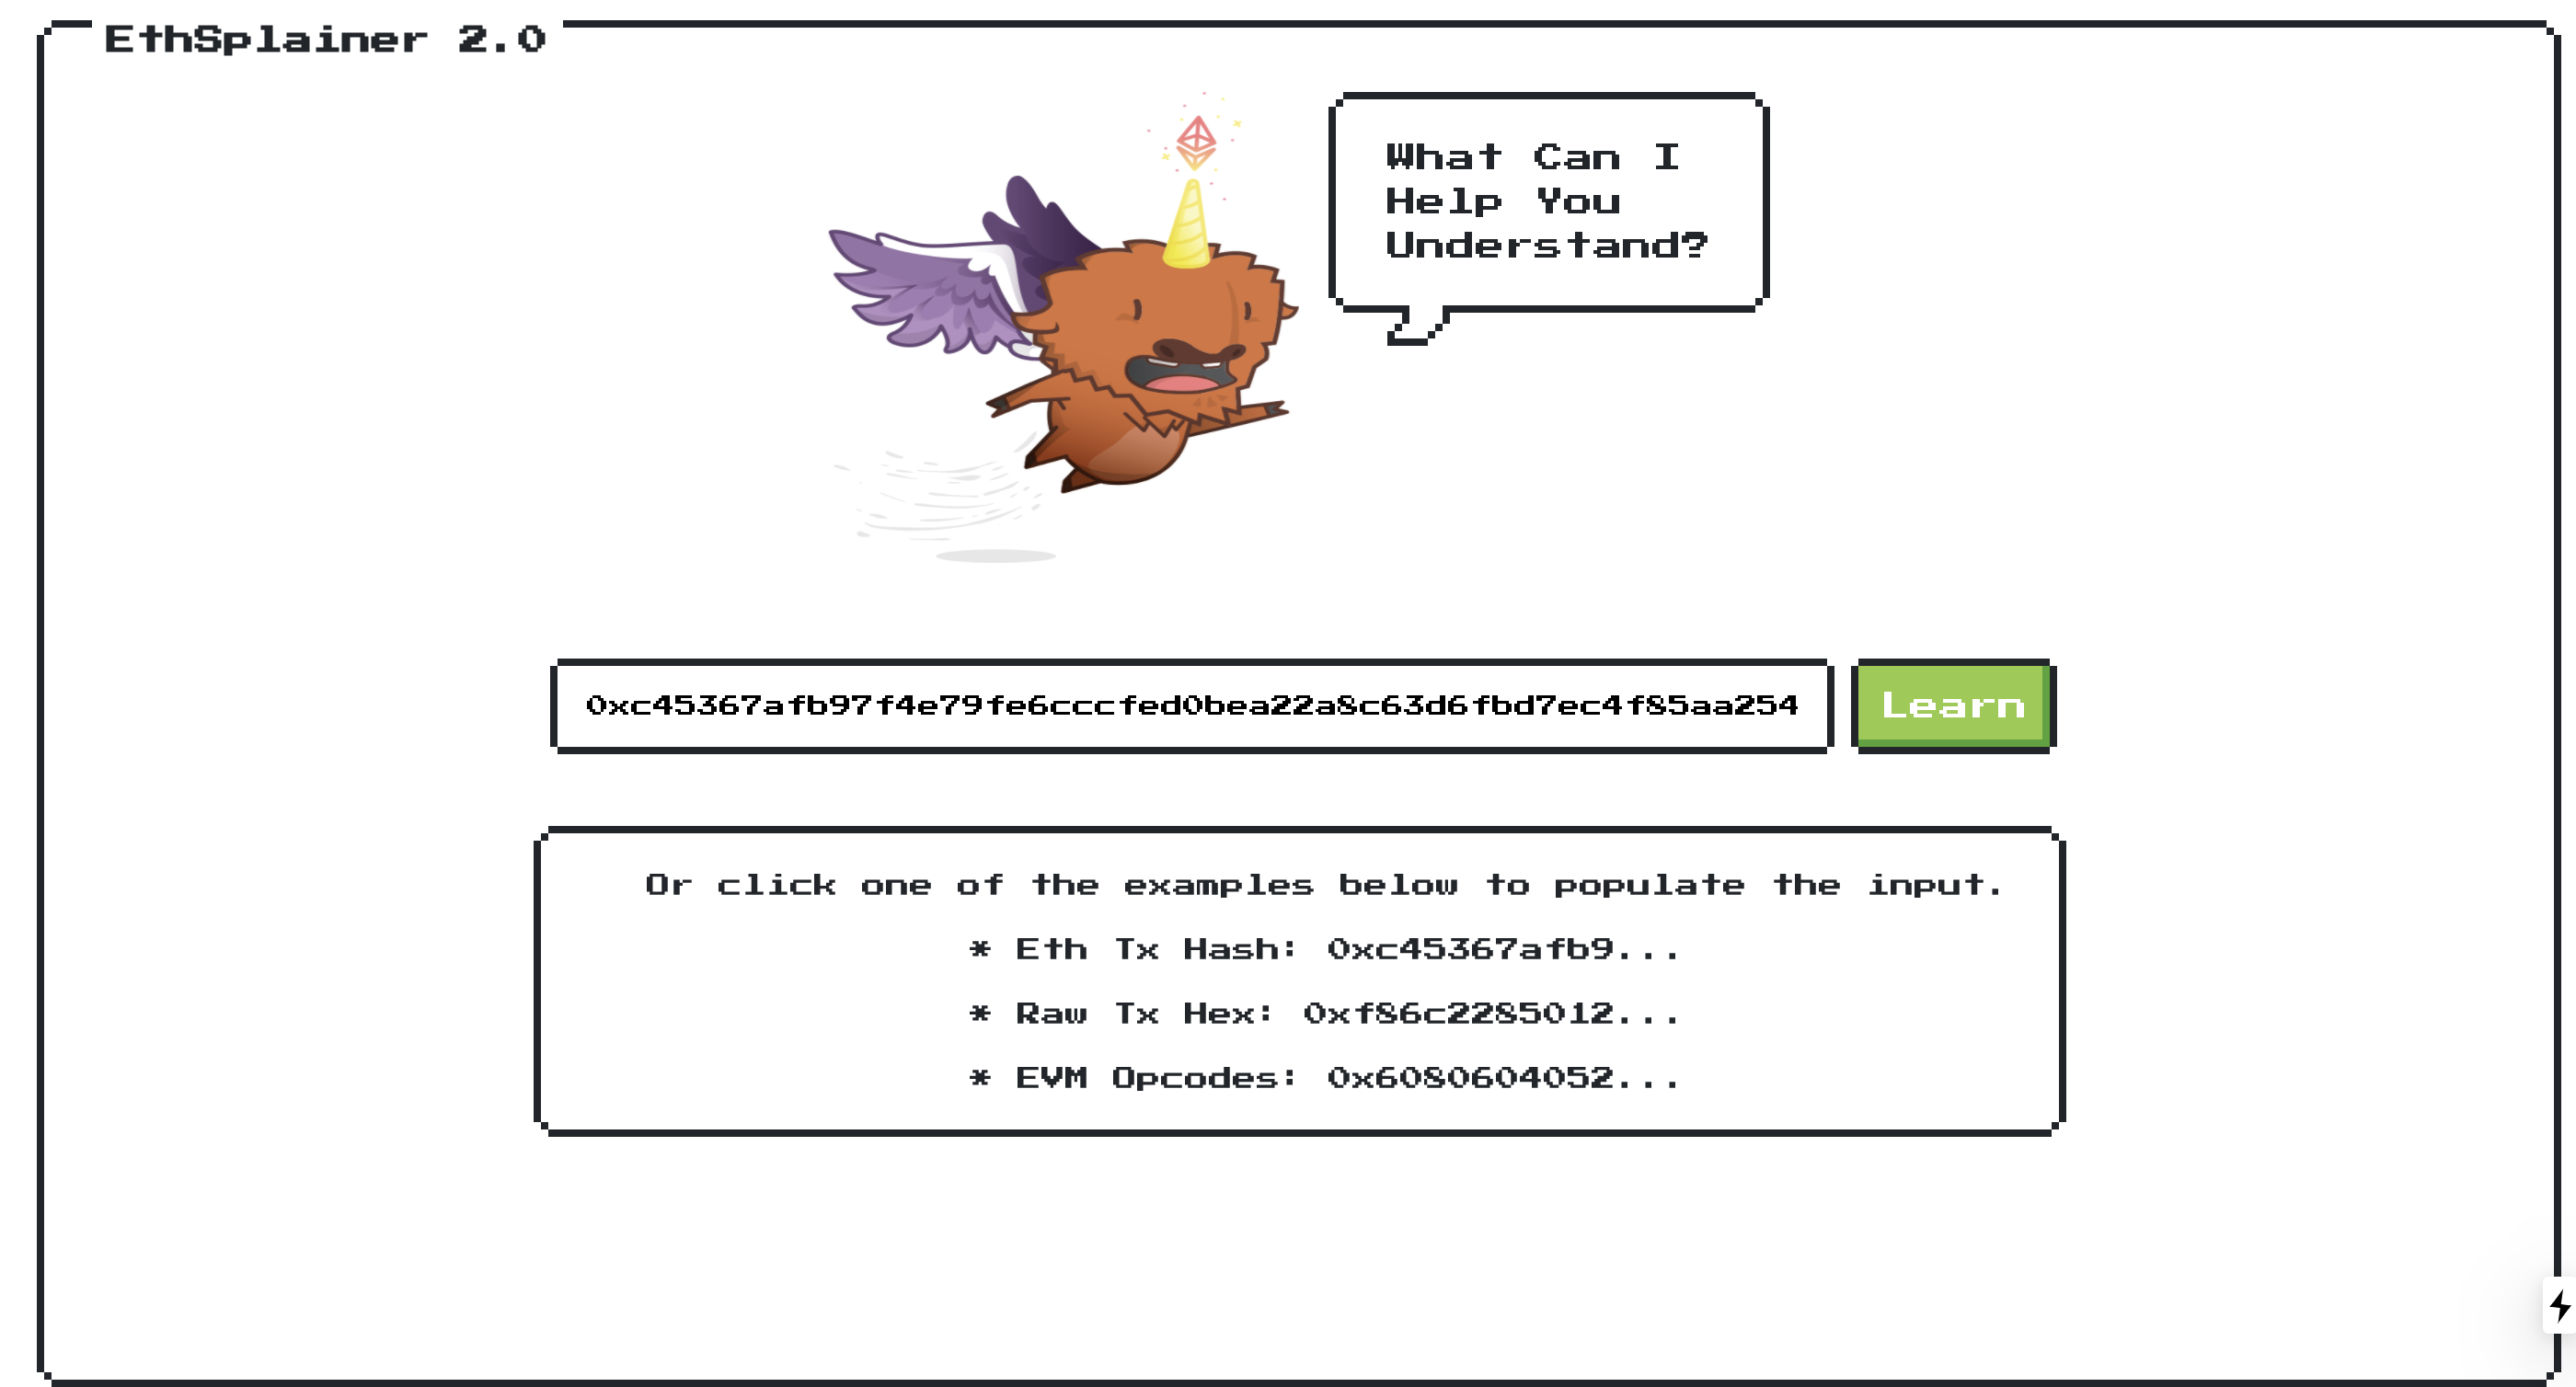 EthSplainer 2.0
What Can I
Help You
Understand?
0xc45367afb97f4e79fe6cccfed0bea22a8c63d6fbd7ec4f85aa254
Learn
Or click one of the examples below to populate the input.
* Eth Tx Hash: 0xc45367afb9...
* Raw Tx Hex: 0xf86c2285012...
* EVM Opcodes: 0x6080604052...